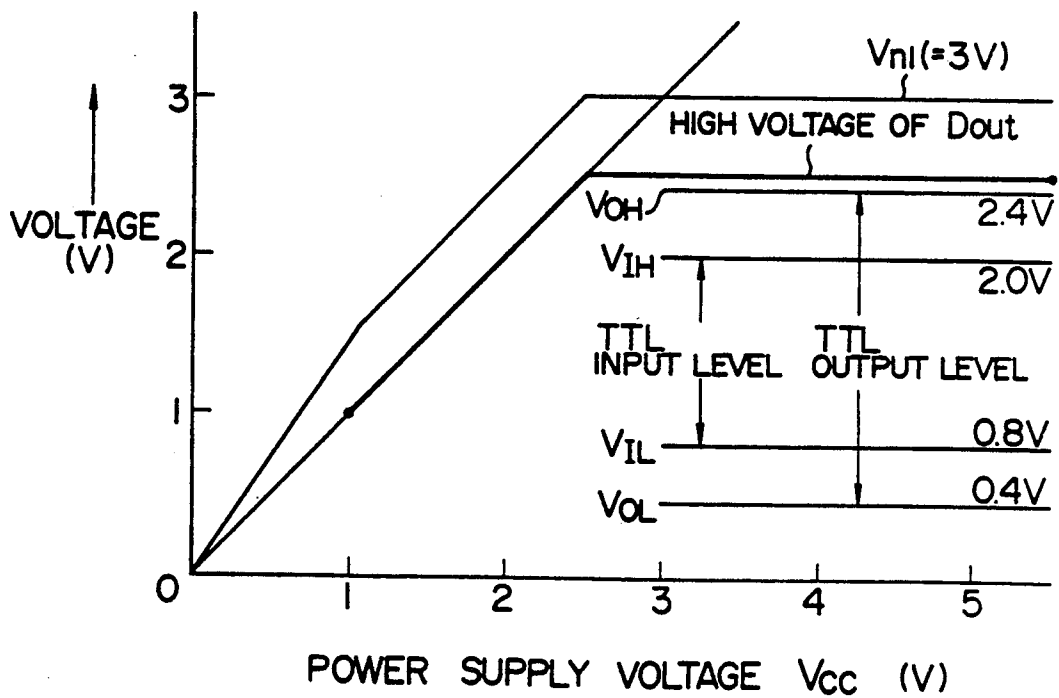 Vn1(=3V)
3
HIGH VOLTAGE OF Dout
VOH
2.4V
VOLTAGE
(V)
2
VIH
2.0V
TTL
INPUT LEVEL
TTL
OUTPUT LEVEL
1
VIL
0.8V
VOL
0.4V
0
1
2
3
4
5
POWER SUPPLY VOLTAGE Vcc (V)